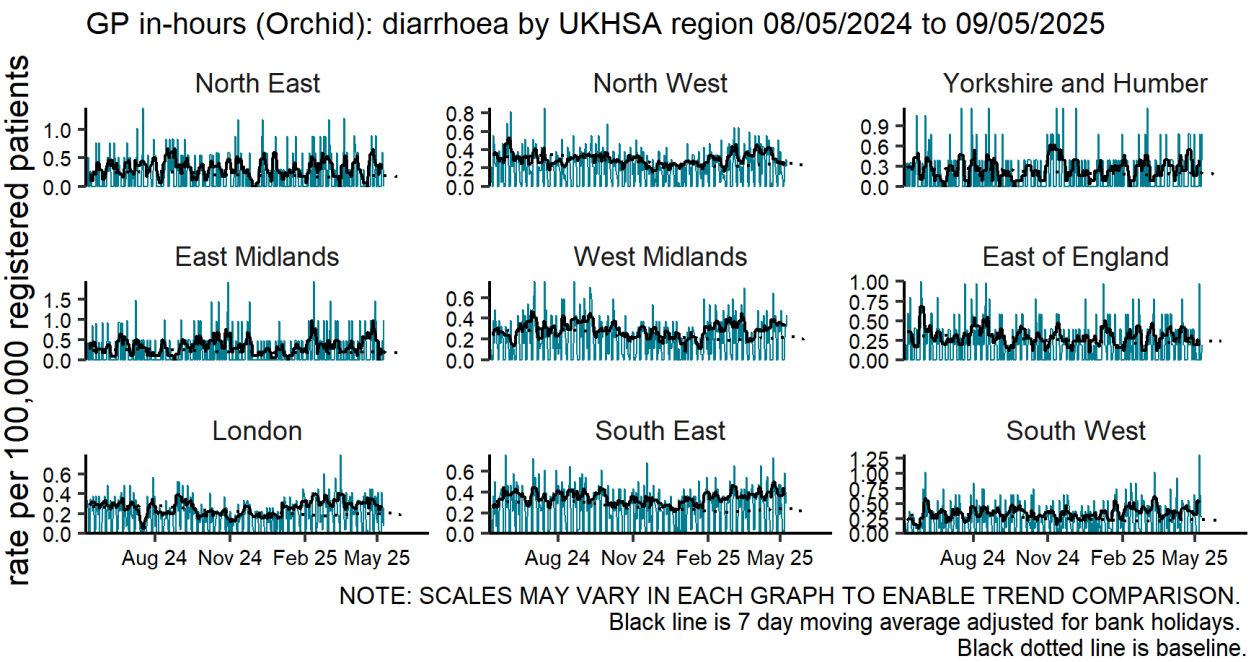 GP in-hours (Orchid): diarrhoea by UKHSA region 08/05/2024 to 09/05/2025
rate per 100,000 registered patients
North East
1.0
0.5
0.0
North West
0.8
0.6
0.4
0.2
0.0
Yorkshire and Humber
0.9
0.6
0.3
0.0
East Midlands
1.5
1.0
0.5
0.0
West Midlands
0.6
0.4
0.2
0.0
East of England
1.00
0.75
0.50
0.25
0.00
London
0.6
0.4
0.2
0.0
Aug 24 Nov 24 Feb 25 May 25
South East
0.6
0.4
0.2
0.0
Aug 24 Nov 24 Feb 25 May 25
South West
1.25
1.00
0.75
0.50
0.25
0.00
Aug 24 Nov 24 Feb 25 May 25
NOTE: SCALES MAY VARY IN EACH GRAPH TO ENABLE TREND COMPARISON.
Black line is 7 day moving average adjusted for bank holidays.
Black dotted line is baseline.